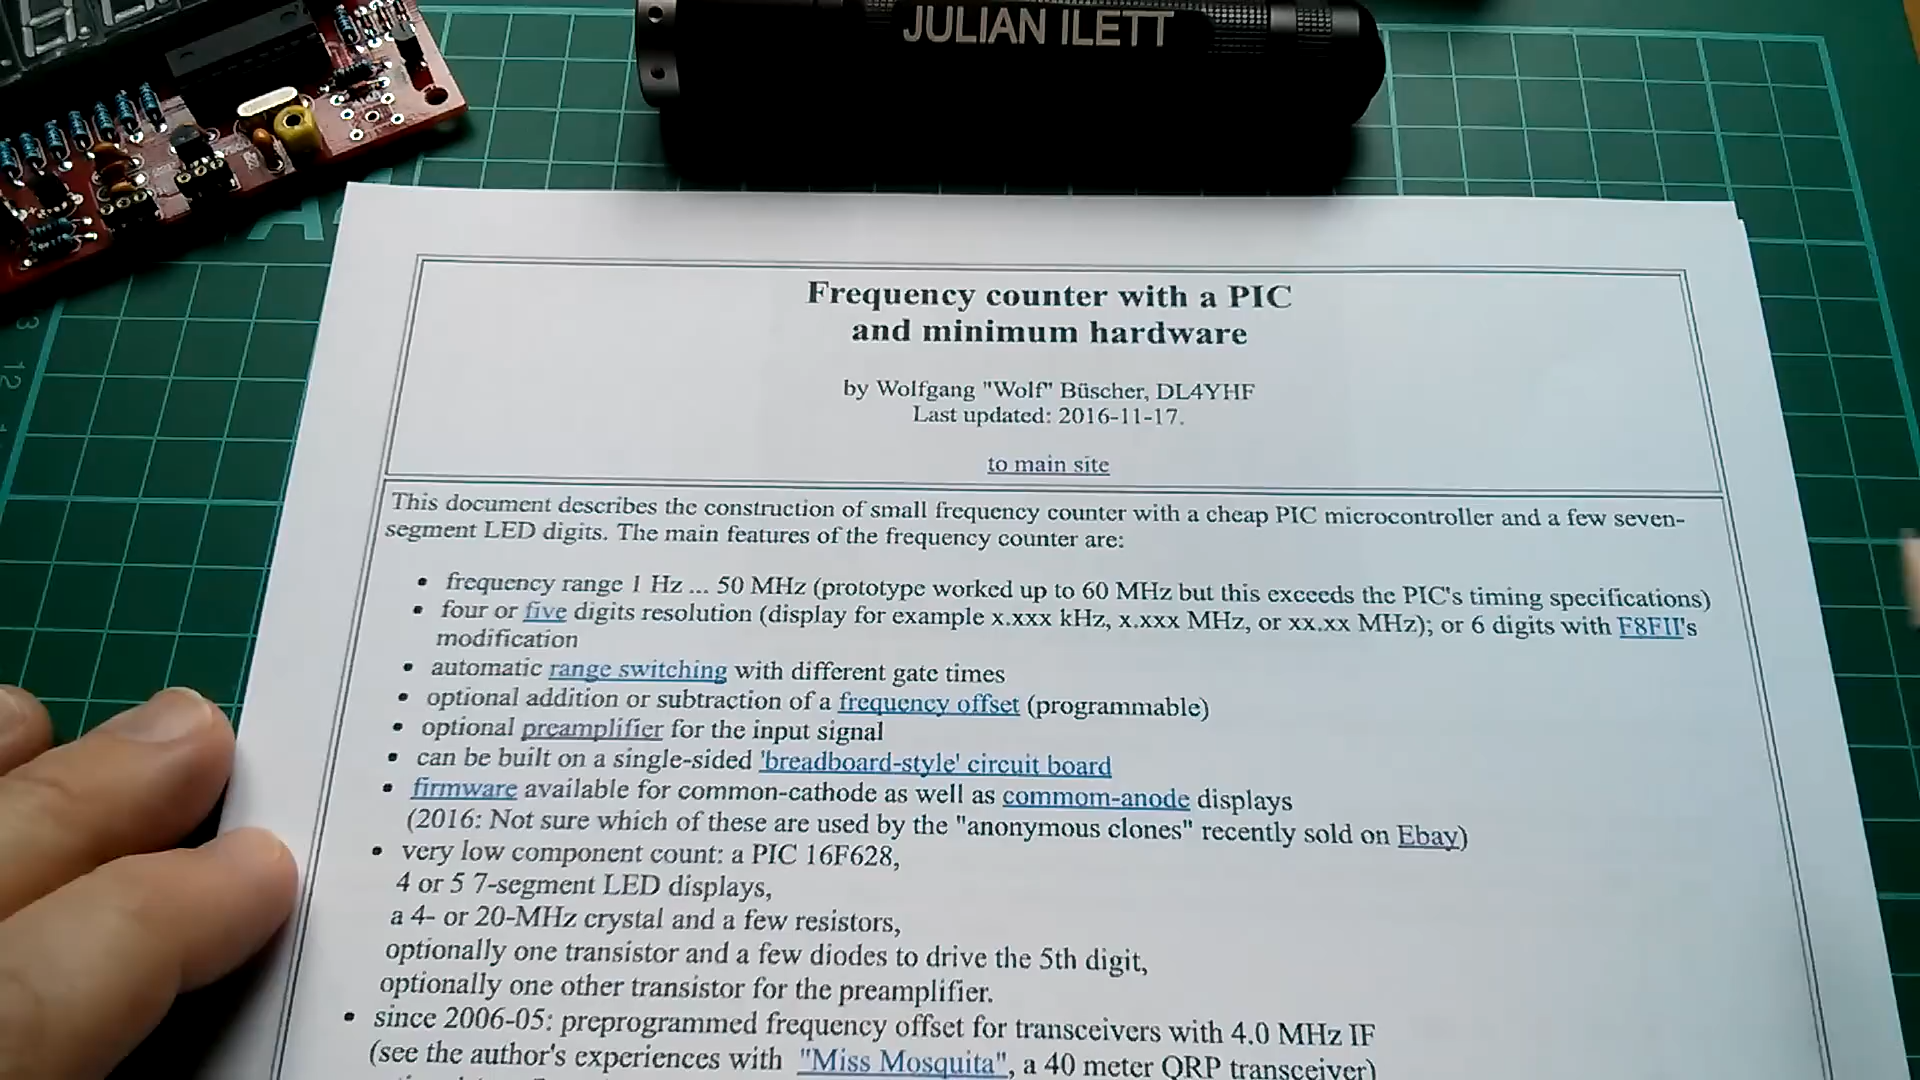 JULIAN ILETT
Frequency counter with a PIC
and minimum hardware
by Wolfgang "Wolf" Büscher, DL4YHF
Last updated: 2016-11-17.
to main site
This document describes the construction of small frequency counter with a cheap PIC microcontroller and a few seven-
segment LED digits. The main features of the frequency counter are:
• frequency range 1 Hz ... 50 MHz (prototype worked up to 60 MHz but this exceeds the PIC's timing specifications)
• four or five digits resolution (display for example x.xxx kHz, x.xxx MHz, or xx.xx MHz); or 6 digits with F8FII's
modification
• automatic range switching with different gate times
• optional addition or subtraction of a frequency offset (programmable)
• optional preamplifier for the input signal
• can be built on a single-sided 'breadboard-style' circuit board
• firmware available for common-cathode as well as commom-anode displays
(2016: Not sure which of these are used by the "anonymous clones" recently sold on Ebay)
• very low component count: a PIC 16F628,
4 or 5 7-segment LED displays,
a 4- or 20-MHz crystal and a few resistors,
optionally one transistor and a few diodes to drive the 5th digit,
optionally one other transistor for the preamplifier.
• since 2006-05: preprogrammed frequency offset for transceivers with 4.0 MHz IF
(see the author's experiences with "Miss Mosquita", a 40 meter QRP transceiver)
12